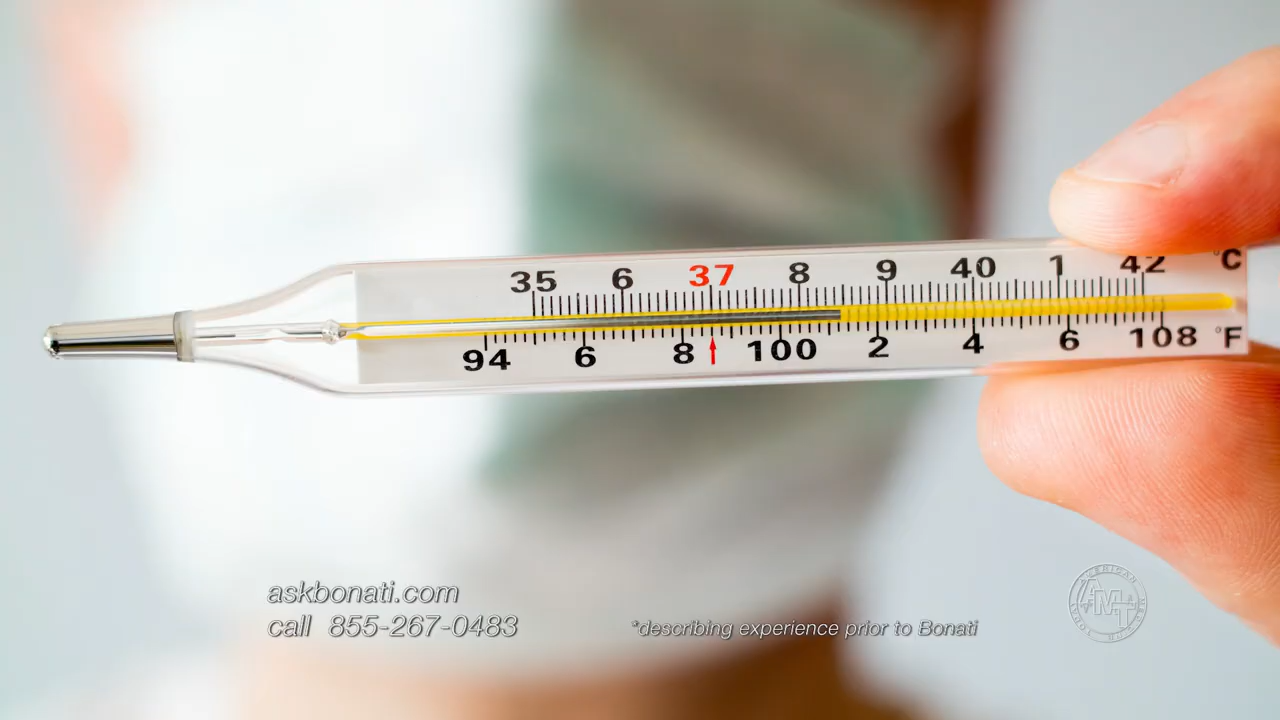 35 6 37 8 9 40 1 42 °C
94 6 8 100 2 4 6 108 °F
askbonati.com
call 855-267-0483
*describing experience prior to Bonati
AMT